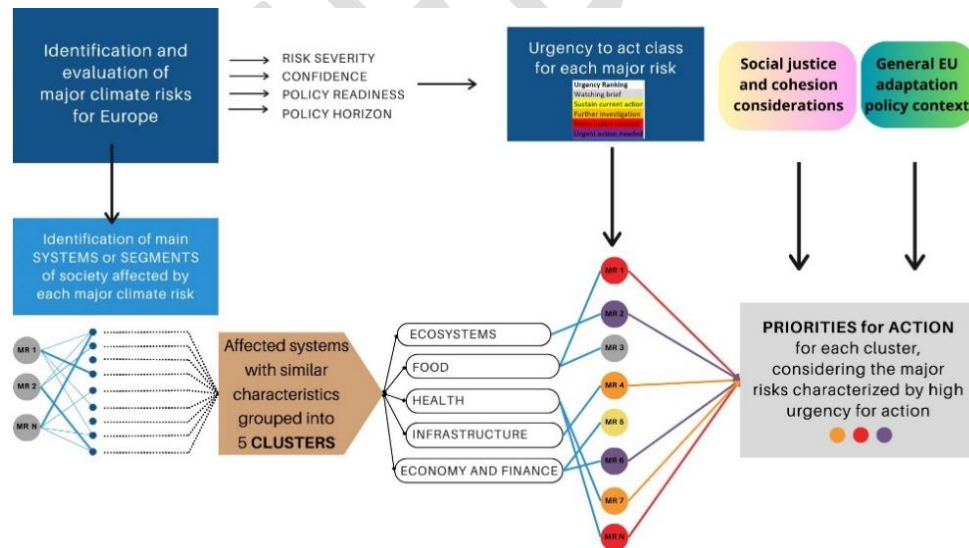 Identification and
evaluation of
major climate risks
for Europe
RISK SEVERITY
CONFIDENCE
POLICY READINESS
POLICY HORIZON
Urgency to act class
for each major risk
Urgency Ranking
Watching brief
Sustain current action
Further investigation
More action needed
Urgent action needed
Social justice
and cohesion
considerations
General EU
adaptation
policy context
Identification of main
SYSTEMS or SEGMENTS
of society affected by
each major climate risk
MR 1
MR 2
MR N
Affected systems
with similar
characteristics
grouped into
5 CLUSTERS
ECOSYSTEMS
FOOD
HEALTH
INFRASTRUCTURE
ECONOMY AND FINANCE
MR 1
MR 2
MR 3
MR 4
MR 5
MR 6
MR 7
MR N
PRIORITIES for ACTION
for each cluster,
considering the major
risks characterized by high
urgency for action